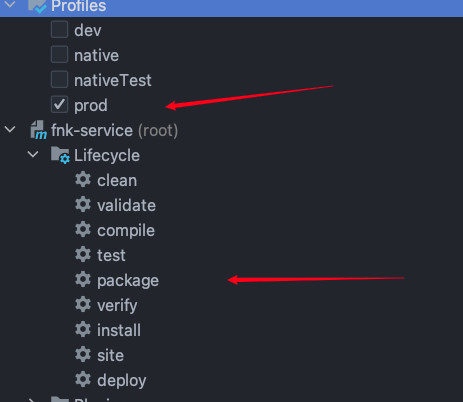 Profiles
dev
native
nativeTest
prod
fnk-service (root)
Lifecycle
clean
validate
compile
test
package
verify
install
site
deploy